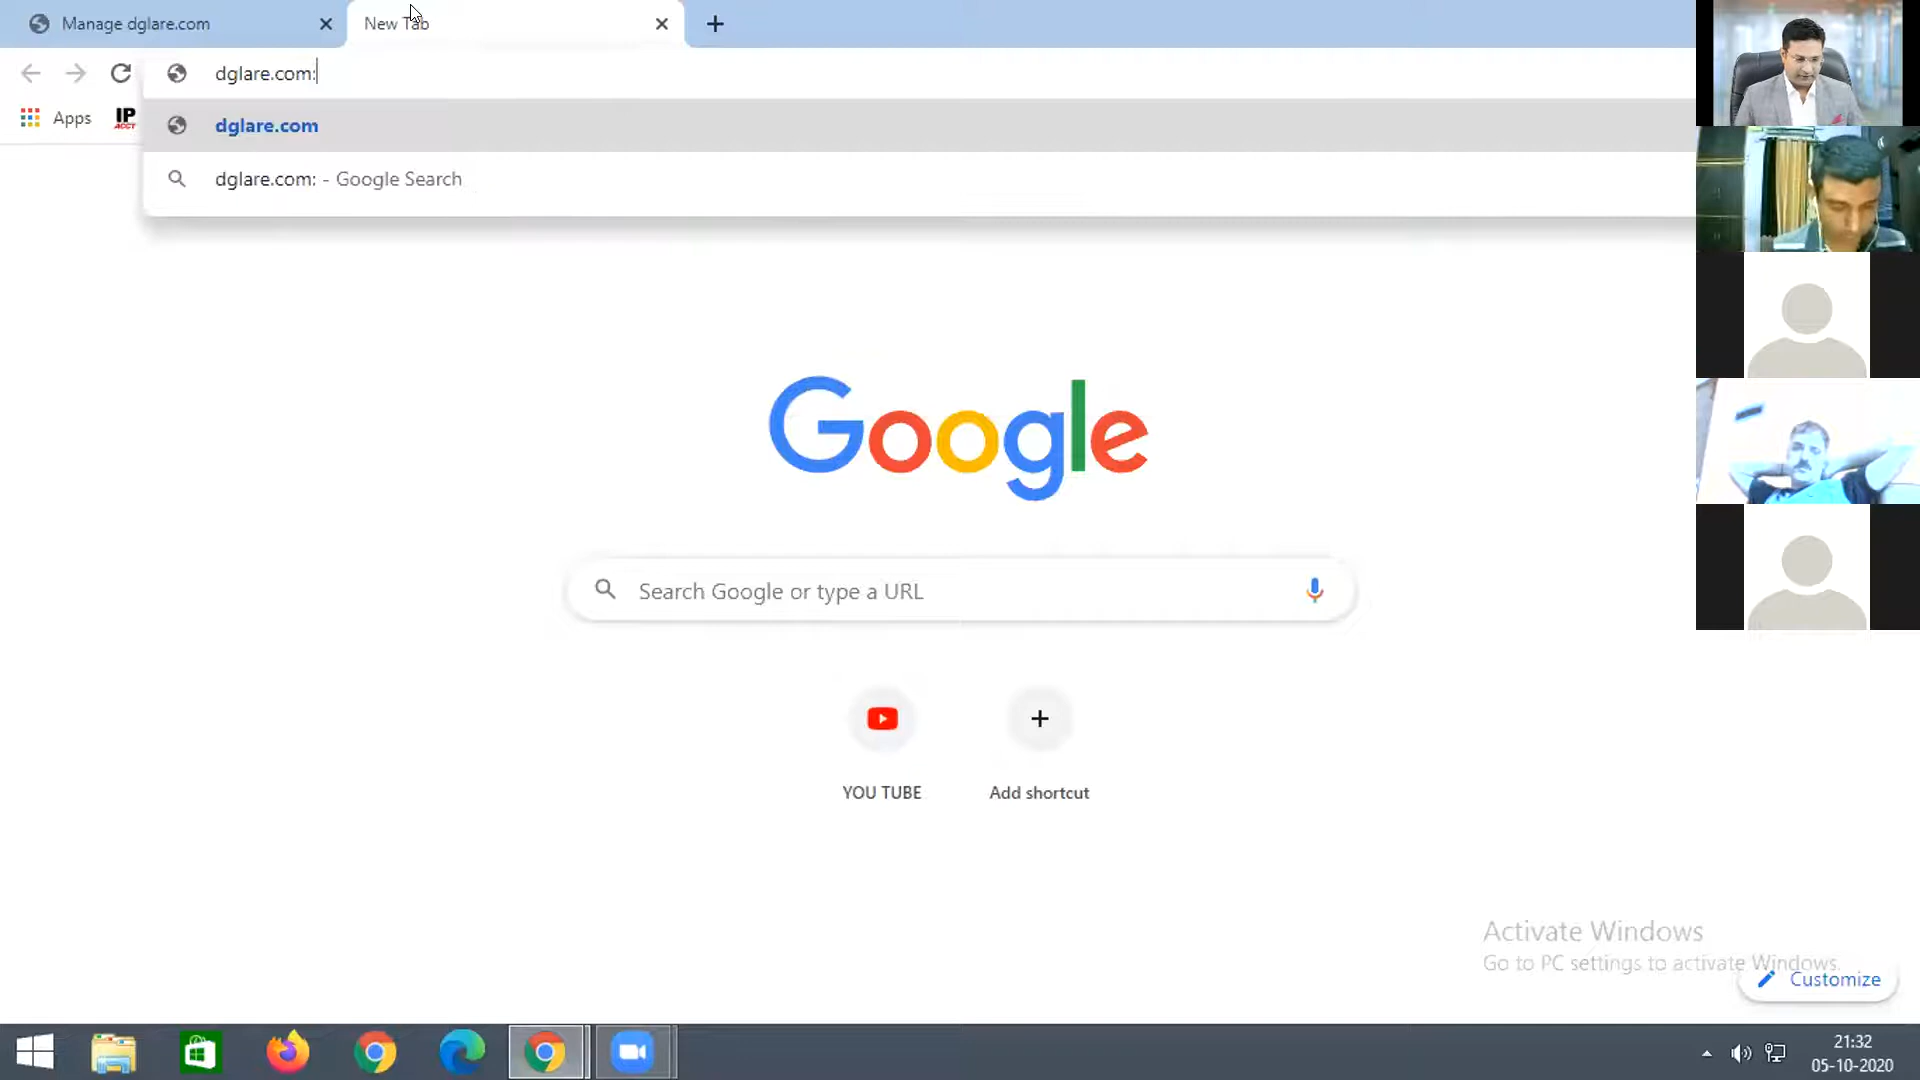 Manage dglare.com
New Tab
dglare.com:
Apps
IP
ACCT
dglare.com
dglare.com: - Google Search
Google
Search Google or type a URL
YOU TUBE
Add shortcut
Activate Windows
Go to PC settings to activate Windows.
Customize
21:32
05-10-2020